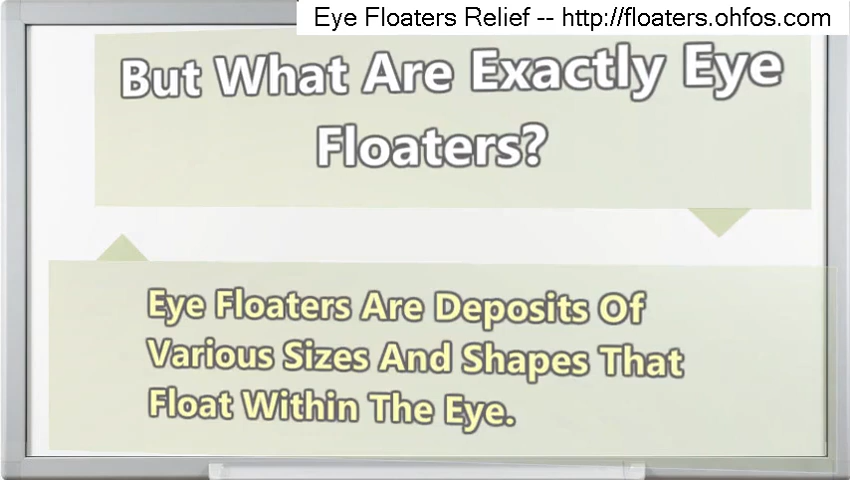 Eye Floaters Relief -- http://floaters.ohfos.com
But What Are Exactly Eye
Floaters?
Eye Floaters Are Deposits Of
Various Sizes And Shapes That
Float Within The Eye.